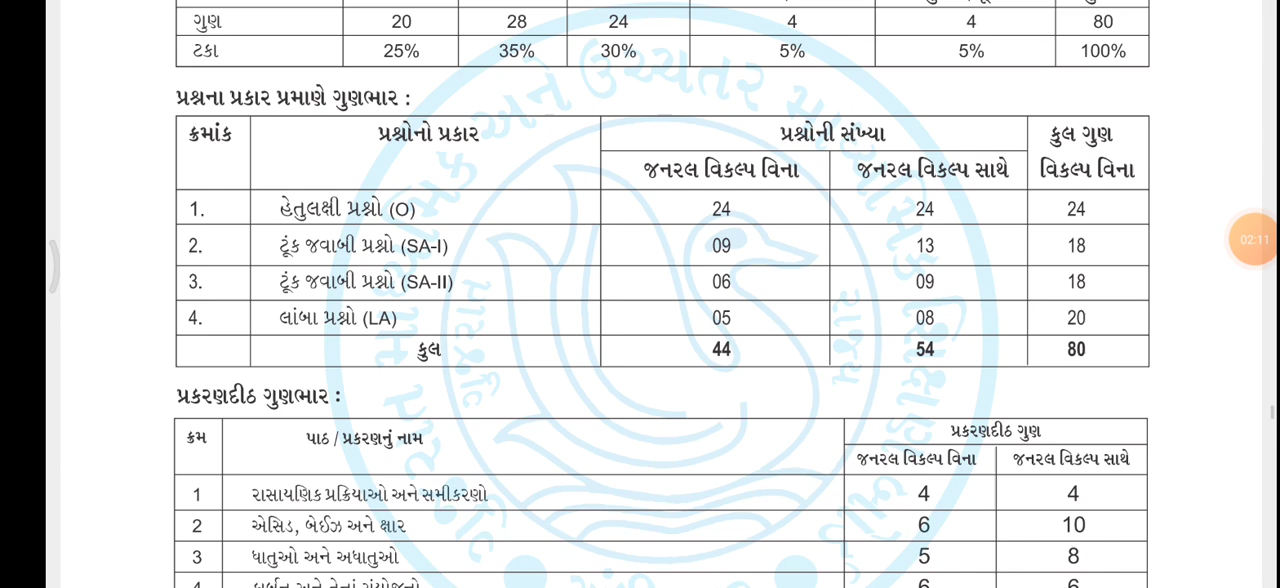 ગુણ 20 28 24 4 4 80
ટકા 25% 35% 30% 5% 5% 100%
પ્રશ્નના પ્રકાર પ્રમાણે ગુણભાર :
ક્રમાંક પ્રશ્નોનો પ્રકાર પ્રશ્નોની સંખ્યા કુલ ગુણ
જનરલ વિકલ્પ વિના જનરલ વિકલ્પ સાથે વિકલ્પ વિના
1. હેતુલક્ષી પ્રશ્નો (O) 24 24 24
2. ટૂંક જવાબી પ્રશ્નો (SA-I) 09 13 18
3. ટૂંક જવાબી પ્રશ્નો (SA-II) 06 09 18
4. લાંબા પ્રશ્નો (LA) 05 08 20
કુલ 44 54 80
પ્રકરણદીઠ ગુણભાર :
ક્રમ પાઠ / પ્રકરણનું નામ પ્રકરણદીઠ ગુણ
જનરલ વિકલ્પ વિના જનરલ વિકલ્પ સાથે
1 રાસાયણિક પ્રક્રિયાઓ અને સમીકરણો 4 4
2 એસિડ, બેઈઝ અને ક્ષાર 6 10
3 ધાતુઓ અને અધાતુઓ 5 8
02:11